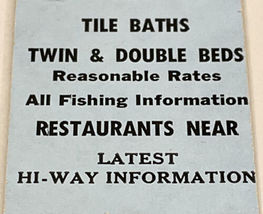 TILE BATHS
TWIN & DOUBLE BEDS
Reasonable Rates
All Fishing Information
RESTAURANTS NEAR
LATEST
HI-WAY INFORMATION